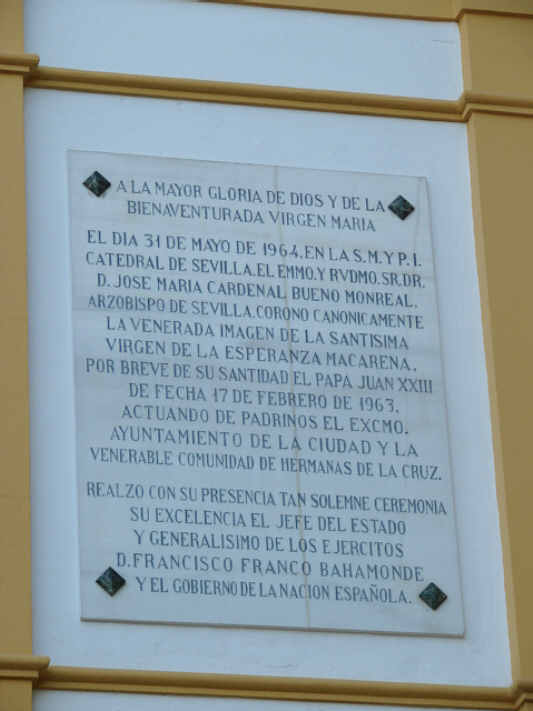 A LA MAYOR GLORIA DE DIOS Y DE LA
BIENAVENTURADA VIRGEN MARIA
EL DIA 31 DE MAYO DE 1964, EN LA S.M.Y P.I.
CATEDRAL DE SEVILLA, EL EMMO. Y RVDMO. SR. DR.
D. JOSE MARIA CARDENAL BUENO MONREAL,
ARZOBISPO DE SEVILLA, CORONO CANONICAMENTE
LA VENERADA IMAGEN DE LA SANTISIMA
VIRGEN DE LA ESPERANZA MACARENA,
POR BREVE DE SU SANTIDAD EL PAPA JUAN XXIII
DE FECHA 17 DE FEBRERO DE 1963,
ACTUANDO DE PADRINOS EL EXCMO.
AYUNTAMIENTO DE LA CIUDAD Y LA
VENERABLE COMUNIDAD DE HERMANAS DE LA CRUZ.
REALZO CON SU PRESENCIA TAN SOLEMNE CEREMONIA
SU EXCELENCIA EL JEFE DEL ESTADO
Y GENERALISIMO DE LOS EJERCITOS
D. FRANCISCO FRANCO BAHAMONDE
Y EL GOBIERNO DE LA NACION ESPAÑOLA.